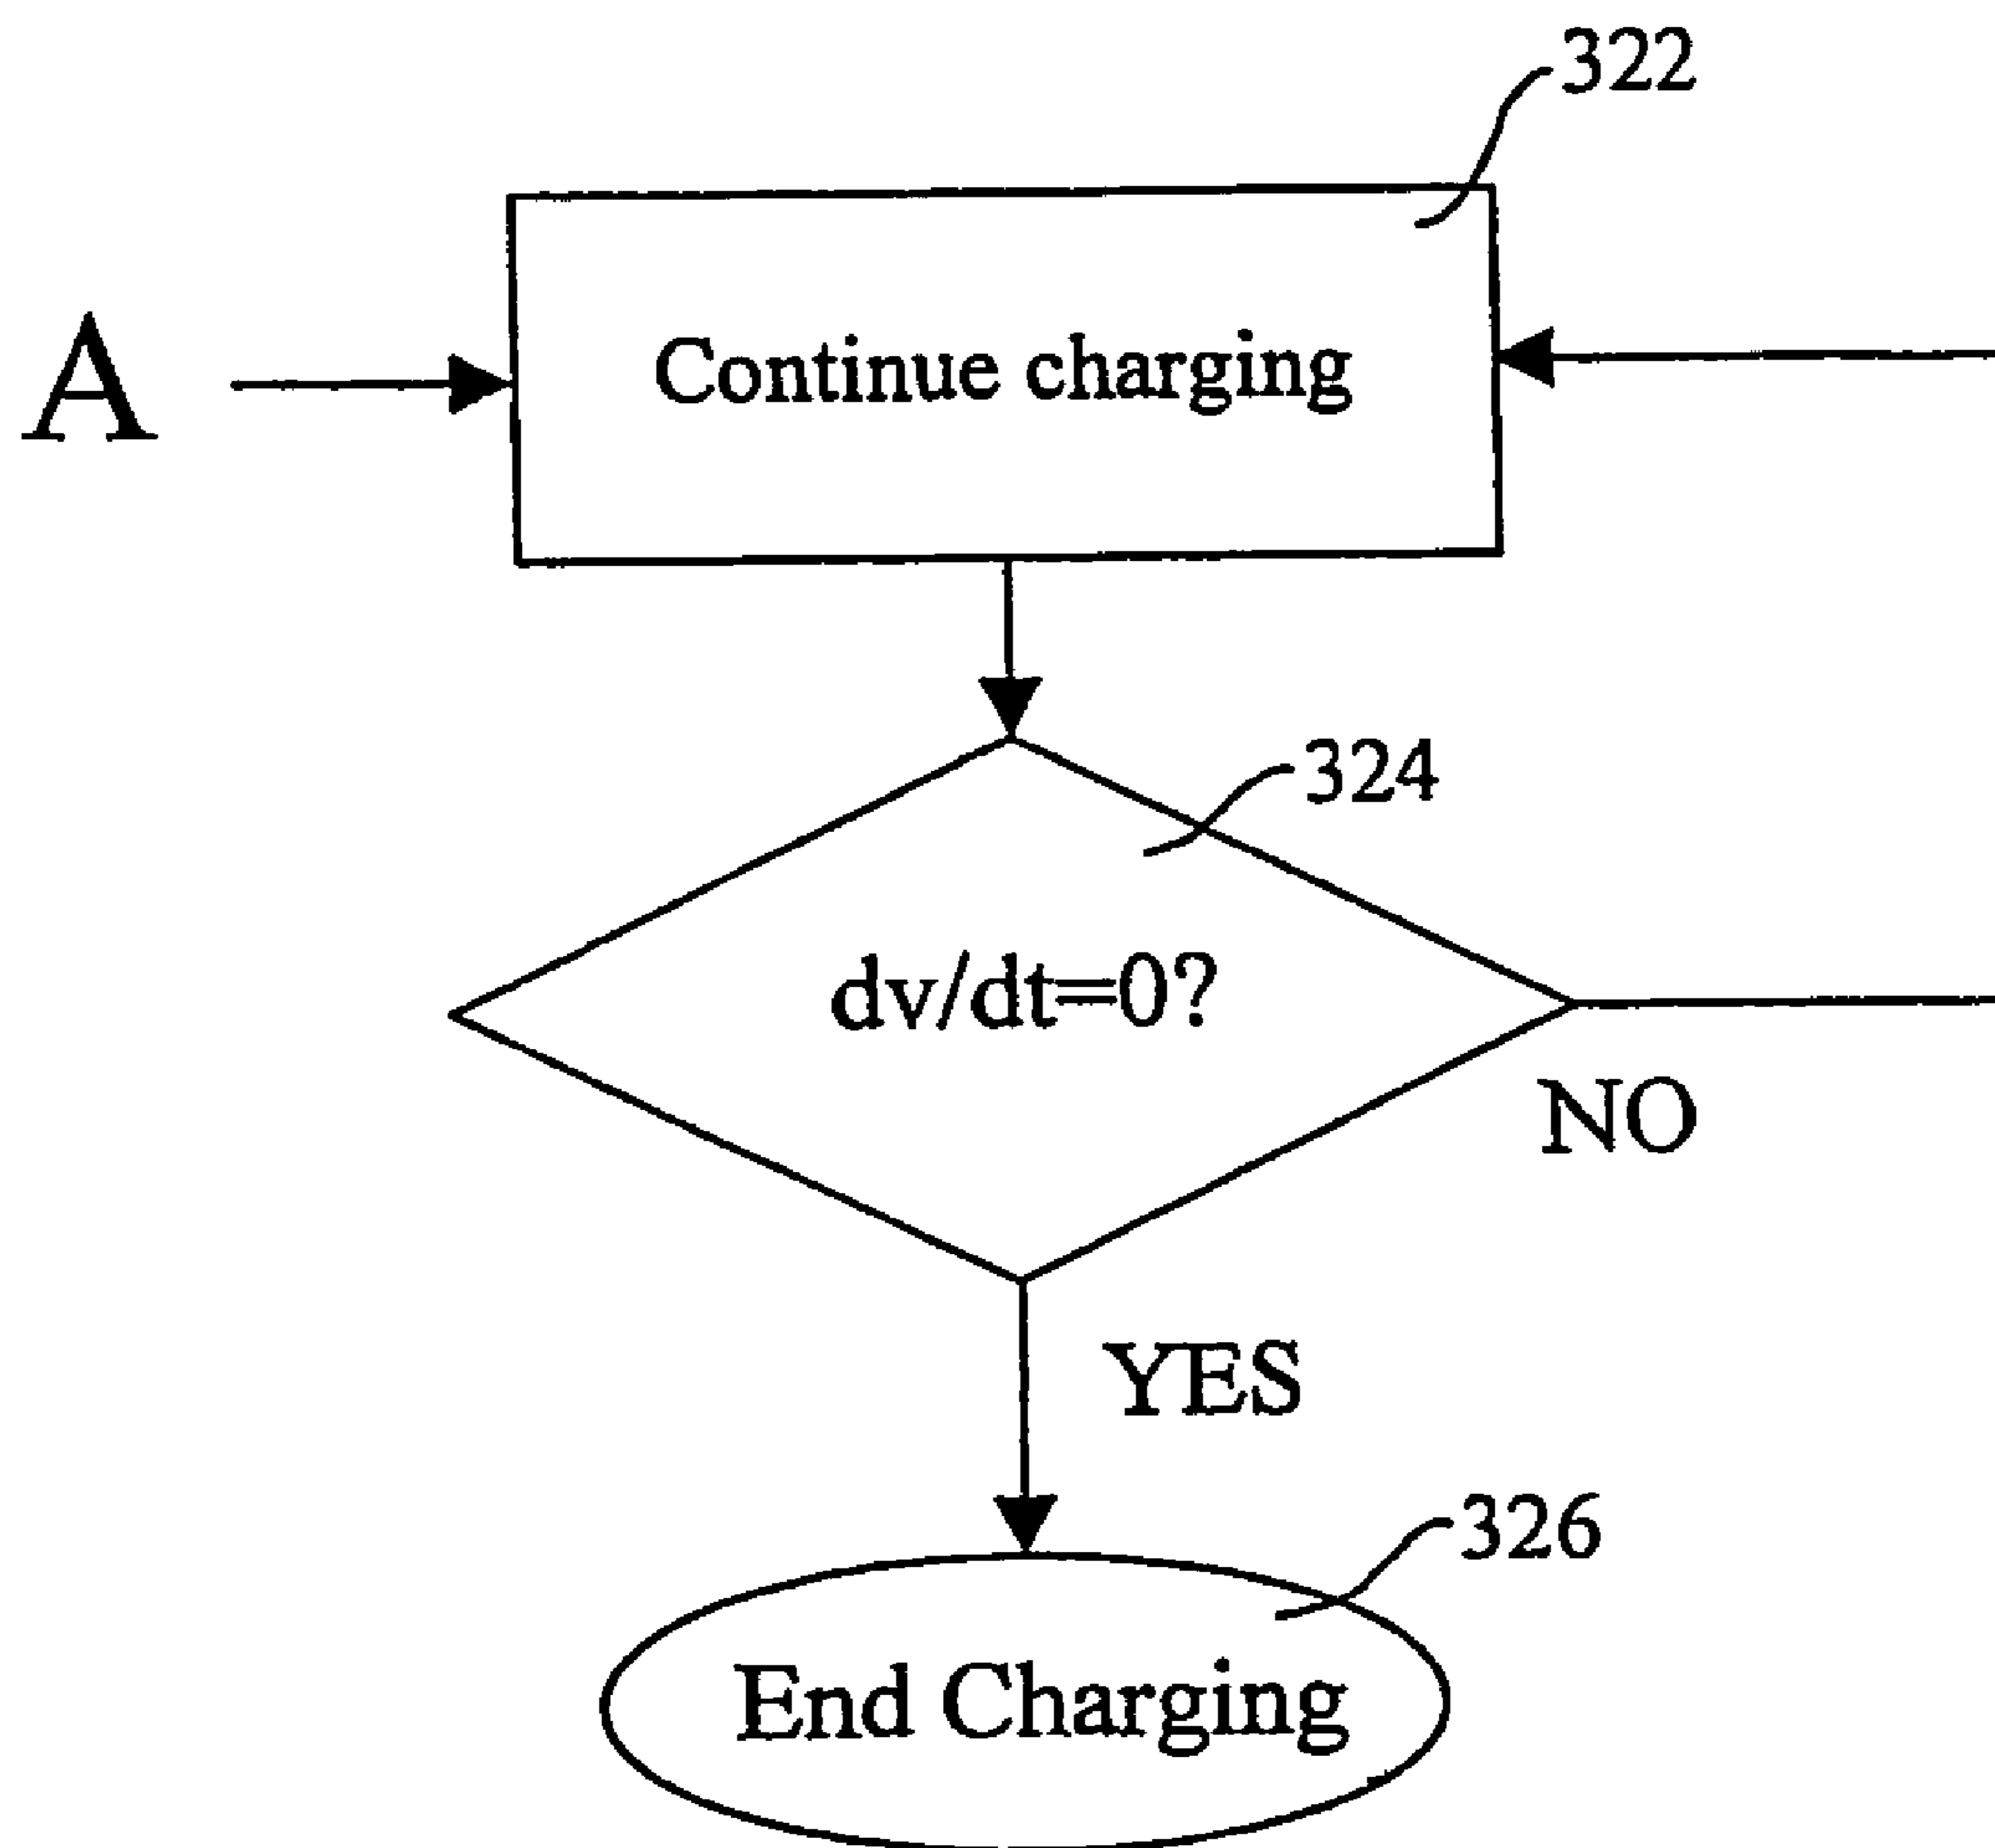 322
A
Continue charging
324
dv/dt=0?
NO
YES
326
End Charging